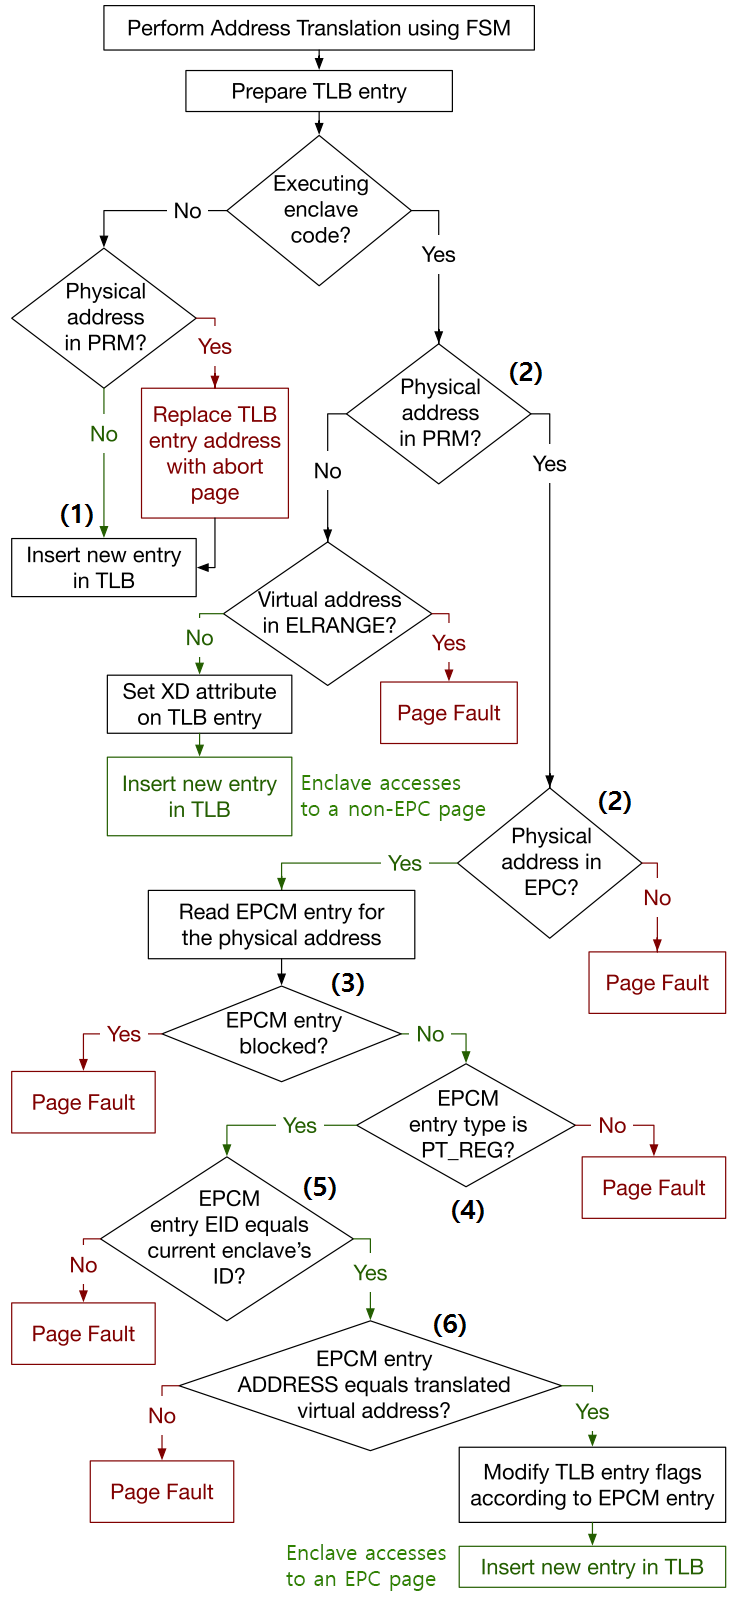 Perform Address Translation using FSM
Prepare TLB entry
Executing
enclave
code?
No
Yes
Physical
address
in PRM?
Yes
No
Replace TLB
entry address
with abort
page
(1)
Insert new entry
in TLB
(2)
Physical
address
in PRM?
No
Yes
Virtual address
in ELRANGE?
No
Yes
Set XD attribute
on TLB entry
Page Fault
Insert new entry
in TLB
Enclave accesses
to a non-EPC page
(2)
Physical
address in
EPC?
Yes
No
Read EPCM entry for
the physical address
Page Fault
(3)
EPCM entry
blocked?
Yes
No
Page Fault
EPCM
entry type is
PT_REG?
(4)
Yes
No
Page Fault
(5)
EPCM
entry EID equals
current enclave's
ID?
No
Yes
Page Fault
(6)
EPCM entry
ADDRESS equals translated
virtual address?
No
Yes
Page Fault
Modify TLB entry flags
according to EPCM entry
Enclave accesses
to an EPC page
Insert new entry in TLB